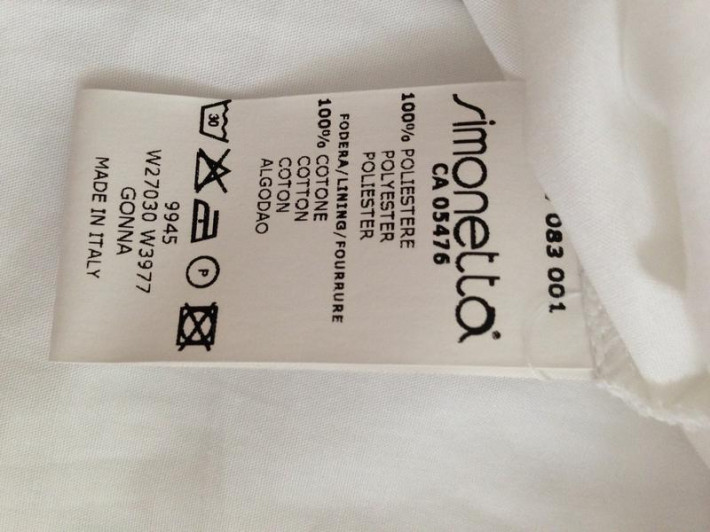 083 001
simonetta
CA 05476
100% POLIESTERE
POLYESTER
POLIESTER
FODERA/LINING/FOURRURE
100% COTONE
COTTON
COTON
ALGODAO
30
P
9945
W27030 W3977
GONNA
MADE IN ITALY